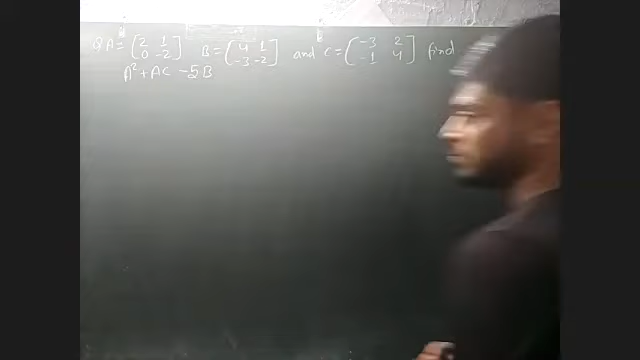 Q A = [2 1 B = [4 1 and C = [-3 2 find
0 -2] -3 -2] -1 4]
A² + AC - 5B